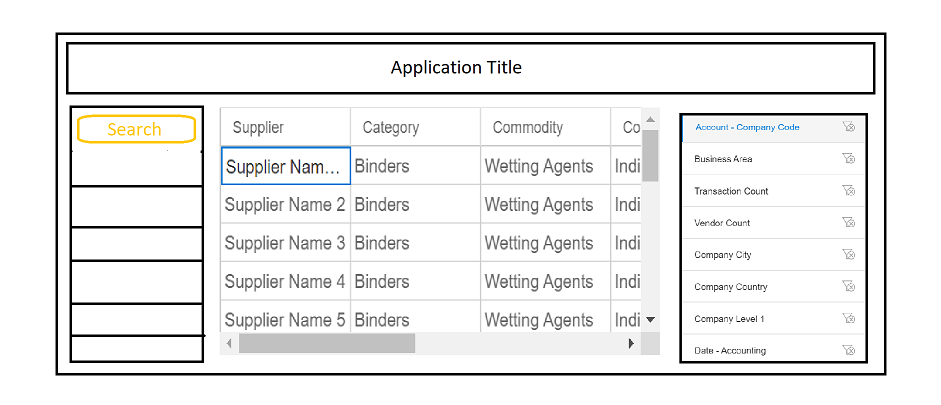 Application Title
Search
Supplier Category Commodity Co
Supplier Nam... Binders Wetting Agents Indi
Supplier Name 2 Binders Wetting Agents Indi
Supplier Name 3 Binders Wetting Agents Indi
Supplier Name 4 Binders Wetting Agents Indi
Supplier Name 5 Binders Wetting Agents Indi
Account - Company Code
Business Area
Transaction Count
Vendor Count
Company City
Company Country
Company Level 1
Date - Accounting